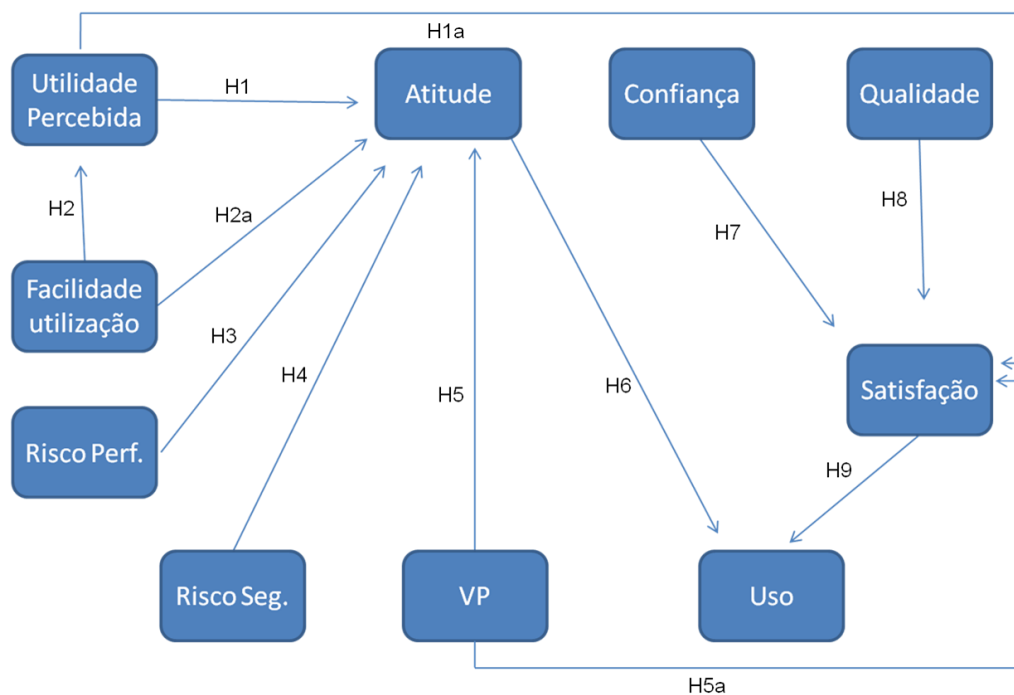 H1a
Utilidade
Percebida
H1
Atitude
Confiança
Qualidade
H2
H2a
H7
H8
Facilidade
utilização
H3
H4
H5
H6
Satisfação
Risco Perf.
H9
Risco Seg.
VP
Uso
H5a